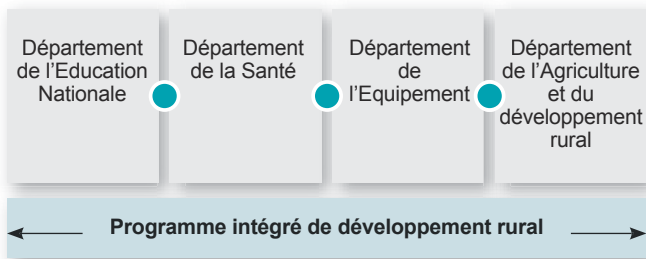 Département
de l’Education
Nationale
Département
de la Santé
Département
de
l’Equipement
Département
de l’Agriculture
et du
développement
rural
Programme intégré de développement rural